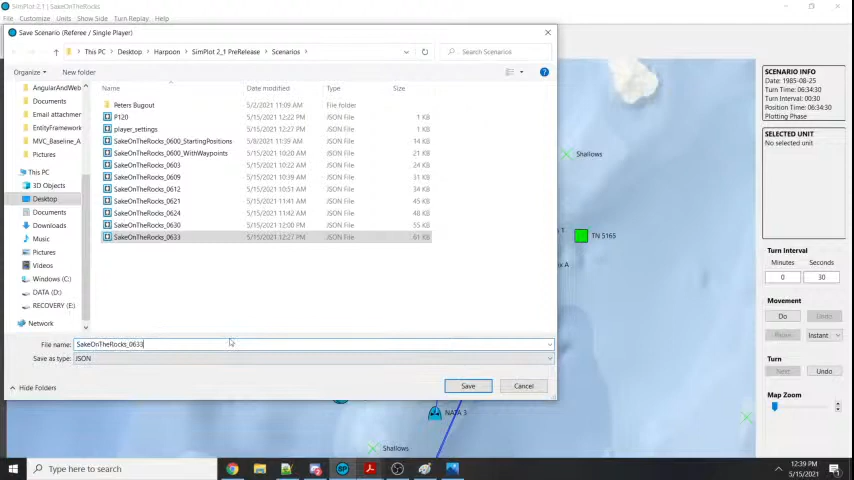 SimPlot 2.1 | SakeOnTheRocks
File Customize Units Show Side Turn Replay Help
Save Scenario (Referee / Single Player)
This PC > Desktop > Harpoon > SimPlot 2_1 PreRelease > Scenarios >
Search Scenarios
Organize
New folder
Name Date modified Type Size
AngularAndWeb
Documents
Email attachmer
EntityFramework
MVC_Baseline_A
Pictures
This PC
3D Objects
Desktop
Documents
Downloads
Music
Pictures
Videos
Windows (C:)
DATA (D:)
RECOVERY (E:)
Network
Peters Bugout 5/2/2021 11:09 AM File folder
P120 5/15/2021 12:22 PM JSON File 1 KB
player_settings 5/15/2021 12:27 PM JSON File 1 KB
SakeOnTheRocks_0600_StartingPositions 5/8/2021 11:39 AM JSON File 14 KB
SakeOnTheRocks_0600_WithWaypoints 5/15/2021 10:20 AM JSON File 21 KB
SakeOnTheRocks_0603 5/15/2021 10:22 AM JSON File 24 KB
SakeOnTheRocks_0609 5/15/2021 10:39 AM JSON File 31 KB
SakeOnTheRocks_0612 5/15/2021 10:51 AM JSON File 34 KB
SakeOnTheRocks_0621 5/15/2021 11:41 AM JSON File 45 KB
SakeOnTheRocks_0624 5/15/2021 11:42 AM JSON File 48 KB
SakeOnTheRocks_0630 5/15/2021 12:00 PM JSON File 55 KB
SakeOnTheRocks_0633 5/15/2021 12:27 PM JSON File 61 KB
File name: SakeOnTheRocks_0633
Save as type: JSON
Hide Folders
Save
Cancel
Shallows
TN 5165
NATA 3
Shallows
SCENARIO INFO
Date: 1985-08-25
Turn Time: 06:34:30
Turn Interval: 00:30
Position Time: 06:34:30
Plotting Phase
SELECTED UNIT
No selected unit
Turn Interval
Minutes Seconds
0 30
Movement
Do Undo
Instant
Turn
Next Undo
Map Zoom
Type here to search
12:39 PM
5/15/2021